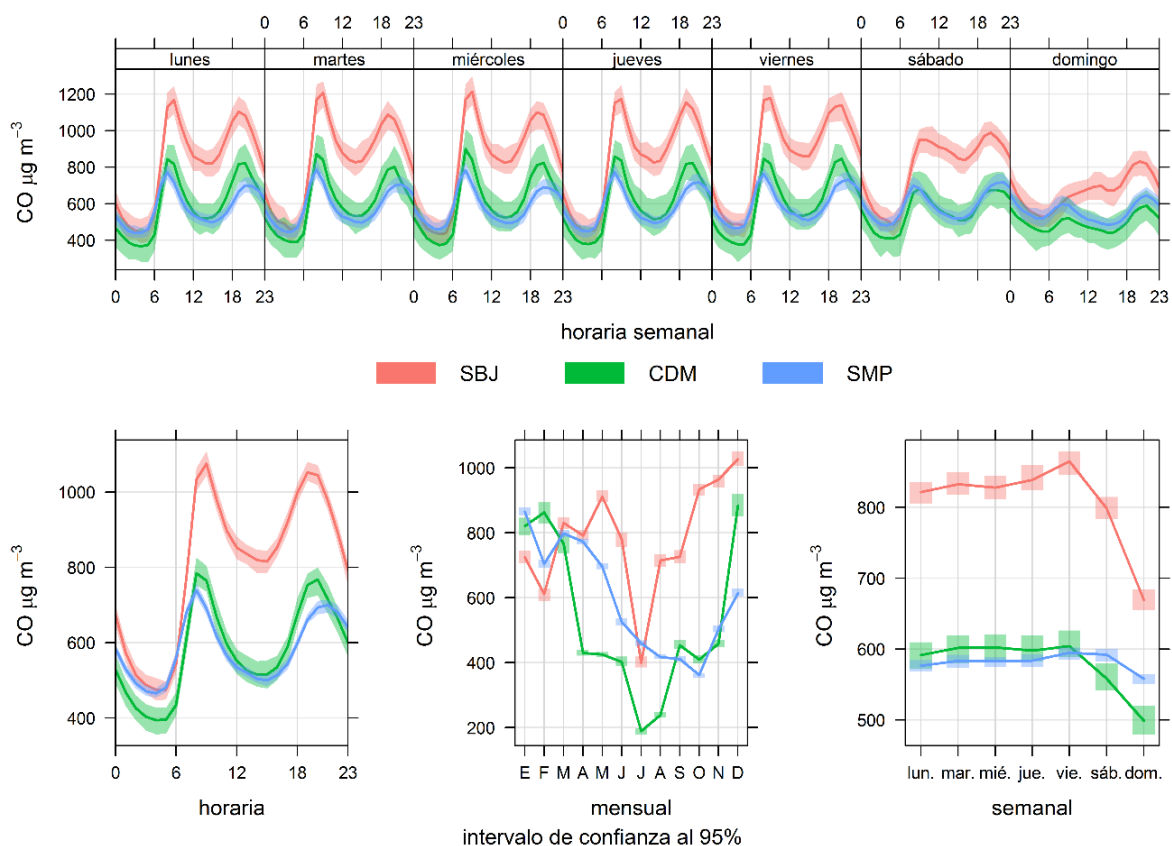 0 6 12 18 23 0 6 12 18 23 0 6 12 18 23
lunes martes miércoles jueves viernes sábado domingo
1200
1000
800
600
400
CO μg m⁻³
0 6 12 18 23 0 6 12 18 23 0 6 12 18 23 0 6 12 18 23
horaria semanal
SBJ CDM SMP
1000
800
600
400
CO μg m⁻³
0 6 12 18 23
horaria
1000
800
600
400
200
CO μg m⁻³
E F M A M J J A S O N D
mensual
800
700
600
500
CO μg m⁻³
lun. mar. mié. jue. vie. sáb. dom.
semanal
intervalo de confianza al 95%